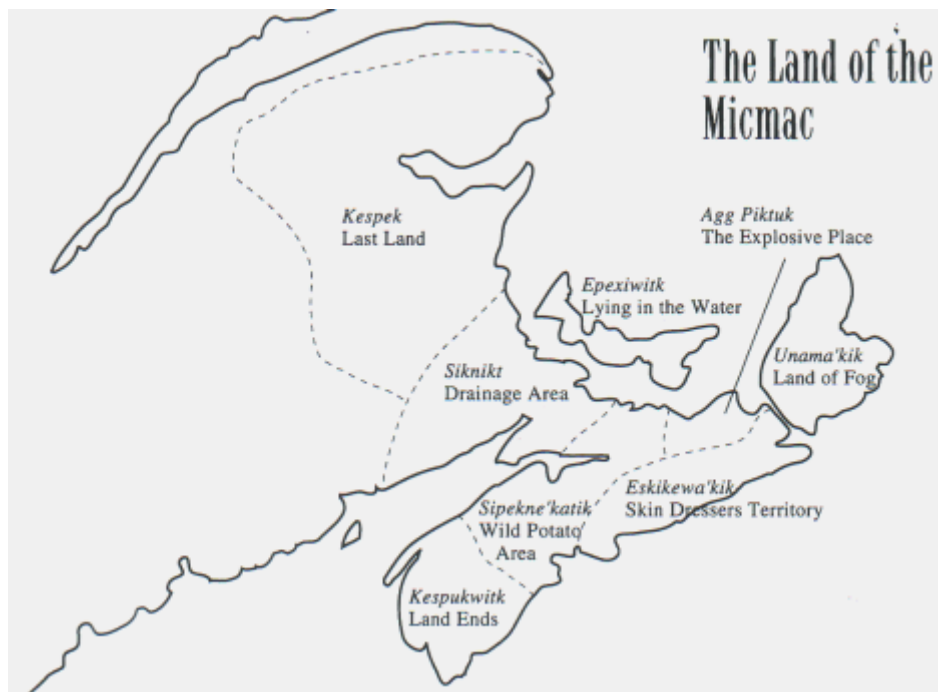 The Land of the
Micmac
Kespek
Last Land
Agg Piktuk
The Explosive Place
Epexiwitk
Lying in the Water
Unama'kik
Land of Fog
Siknikt
Drainage Area
Eskikewa'kik
Skin Dressers Territory
Sipekne'katik
Wild Potato
Area
Kespukwitk
Land Ends